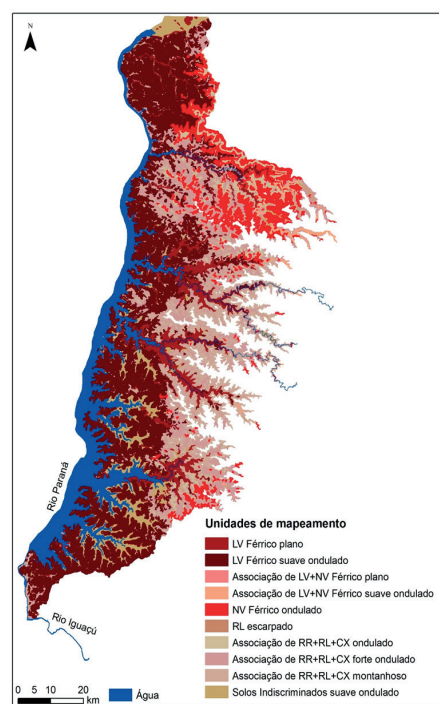 N
Rio Paraná
Rio Iguaçú
Unidades de mapeamento
LV Férrico plano
LV Férrico suave ondulado
Associação de LV+NV Férrico plano
Associação de LV+NV Férrico suave ondulado
NV Férrico ondulado
RL escarpado
Associação de RR+RL+CX ondulado
Associação de RR+RL+CX forte ondulado
Associação de RR+RL+CX montanhoso
Solos Indiscriminados suave ondulado
0 5 10 20
km
Água